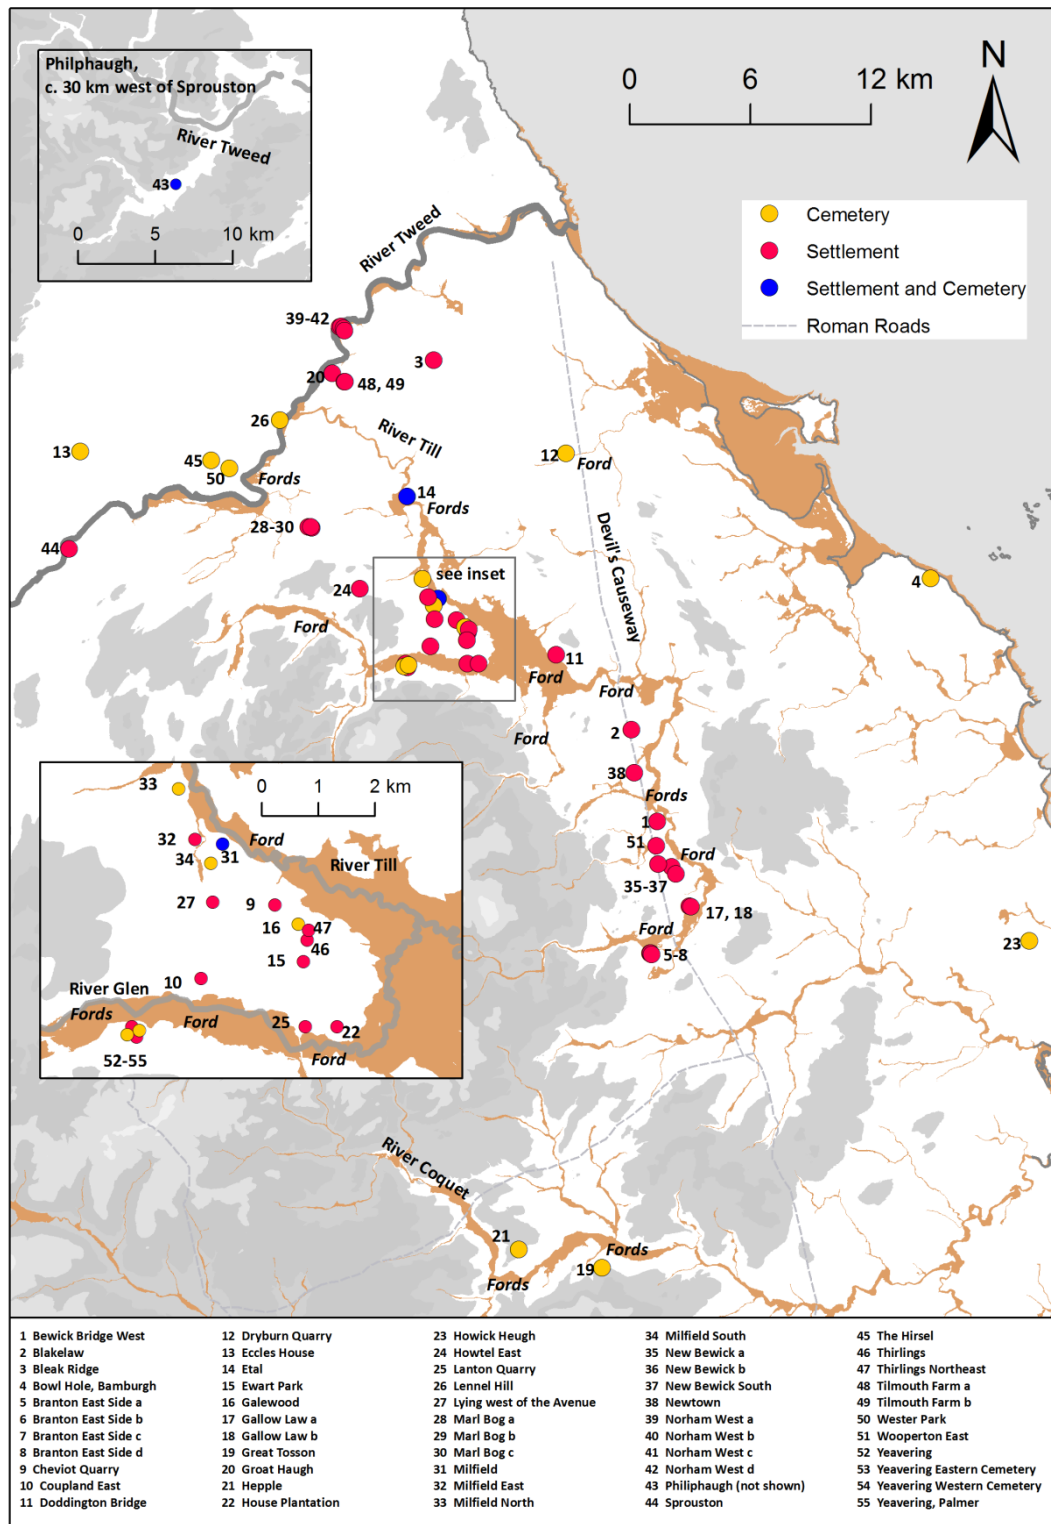 Philphaugh,
c. 30 km west of Sprouston
River Tweed
43
0 5 10 km
0 6 12 km
N
Cemetery
Settlement
Settlement and Cemetery
Roman Roads
River Tweed
39-42
3
20
48, 49
26
River Till
13
45
50
Fords
12
Ford
14
Fords
28-30
44
Devil's Causeway
see inset
4
24
Ford
11
Ford
Ford
2
Ford
38
Fords
1
51
Ford
35-37
17, 18
Ford
5-8
23
33
0 1 2 km
32
Ford
31
34
River Till
27
9
16
47
46
15
10
River Glen
Fords
Ford
25
22
Ford
52-55
River Coquet
21
Fords
19
Fords
1 Bewick Bridge West
2 Blakelaw
3 Bleak Ridge
4 Bowl Hole, Bamburgh
5 Branton East Side a
6 Branton East Side b
7 Branton East Side c
8 Branton East Side d
9 Cheviot Quarry
10 Coupland East
11 Doddington Bridge
12 Dryburn Quarry
13 Eccles House
14 Etal
15 Ewart Park
16 Galewood
17 Gallow Law a
18 Gallow Law b
19 Great Tosson
20 Groat Haugh
21 Hepple
22 House Plantation
23 Howick Heugh
24 Howtel East
25 Lanton Quarry
26 Lennel Hill
27 Lying west of the Avenue
28 Marl Bog a
29 Marl Bog b
30 Marl Bog c
31 Milfield
32 Milfield East
33 Milfield North
34 Milfield South
35 New Bewick a
36 New Bewick b
37 New Bewick South
38 Newtown
39 Norham West a
40 Norham West b
41 Norham West c
42 Norham West d
43 Philiphaugh (not shown)
44 Sprouston
45 The Hirsel
46 Thirlings
47 Thirlings Northeast
48 Tilmouth Farm a
49 Tilmouth Farm b
50 Wester Park
51 Wooperton East
52 Yeavering
53 Yeavering Eastern Cemetery
54 Yeavering Western Cemetery
55 Yeavering, Palmer